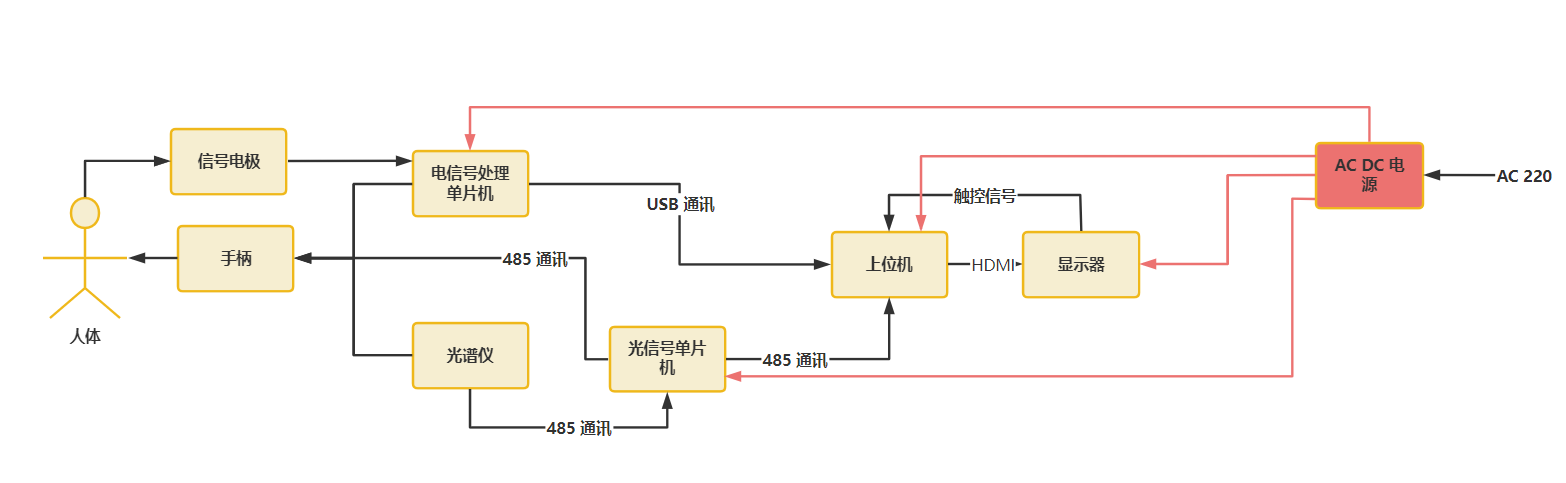 信号电极
电信号处理
单片机
AC DC 电
源
AC 220
触控信号
USB 通讯
手柄
485 通讯
上位机
HDMI
显示器
人体
光谱仪
光信号单片
机
485 通讯
485 通讯